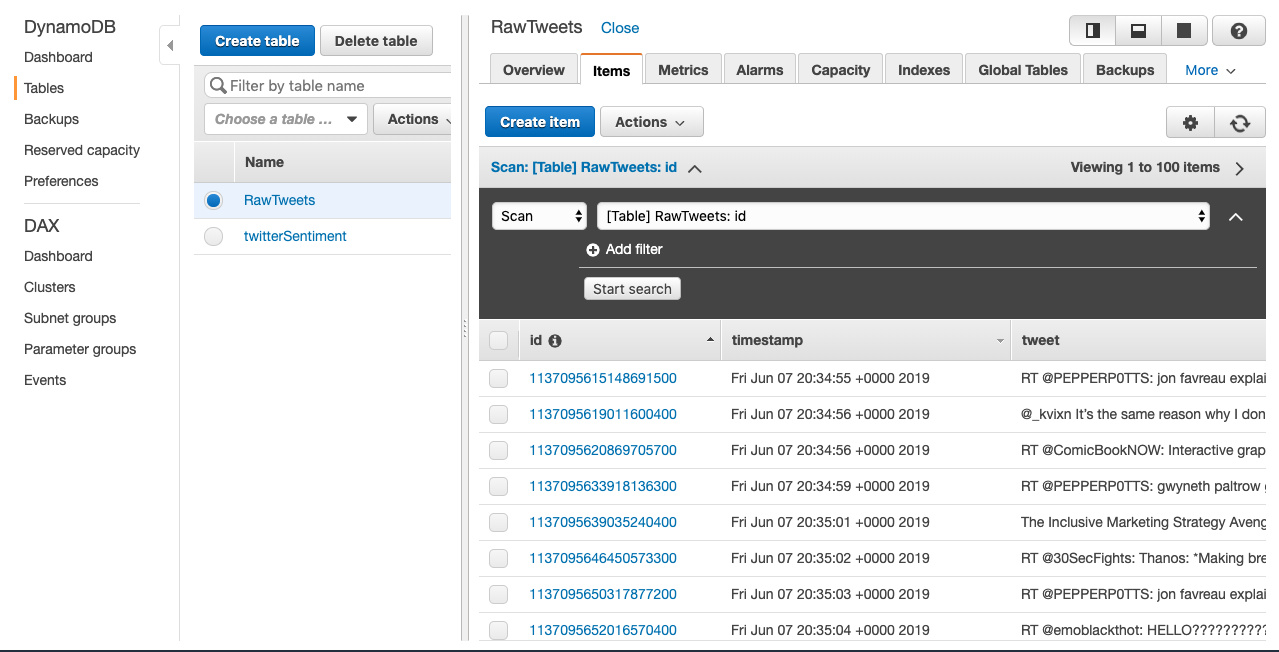 DynamoDB
Dashboard
Tables
Backups
Reserved capacity
Preferences
DAX
Dashboard
Clusters
Subnet groups
Parameter groups
Events
Create table
Delete table
Filter by table name
Choose a table ...
Actions
Name
RawTweets
twitterSentiment
RawTweets Close
Overview Items Metrics Alarms Capacity Indexes Global Tables Backups More
Create item Actions
Scan: [Table] RawTweets: id Viewing 1 to 100 items
Scan [Table] RawTweets: id
Add filter
Start search
id timestamp tweet
1137095615148691500 Fri Jun 07 20:34:55 +0000 2019 RT @PEPPERP0TTS: jon favreau explai
1137095619011600400 Fri Jun 07 20:34:56 +0000 2019 @_kvixn It's the same reason why I don
1137095620869705700 Fri Jun 07 20:34:56 +0000 2019 RT @ComicBookNOW: Interactive grap
1137095633918136300 Fri Jun 07 20:34:59 +0000 2019 RT @PEPPERP0TTS: gwyneth paltrow
1137095639035240400 Fri Jun 07 20:35:01 +0000 2019 The Inclusive Marketing Strategy Aveng
1137095646450573300 Fri Jun 07 20:35:02 +0000 2019 RT @30SecFights: Thanos: *Making bre
1137095650317877200 Fri Jun 07 20:35:03 +0000 2019 RT @PEPPERP0TTS: jon favreau explai
1137095652016570400 Fri Jun 07 20:35:04 +0000 2019 RT @emoblackthot: HELLO??????????